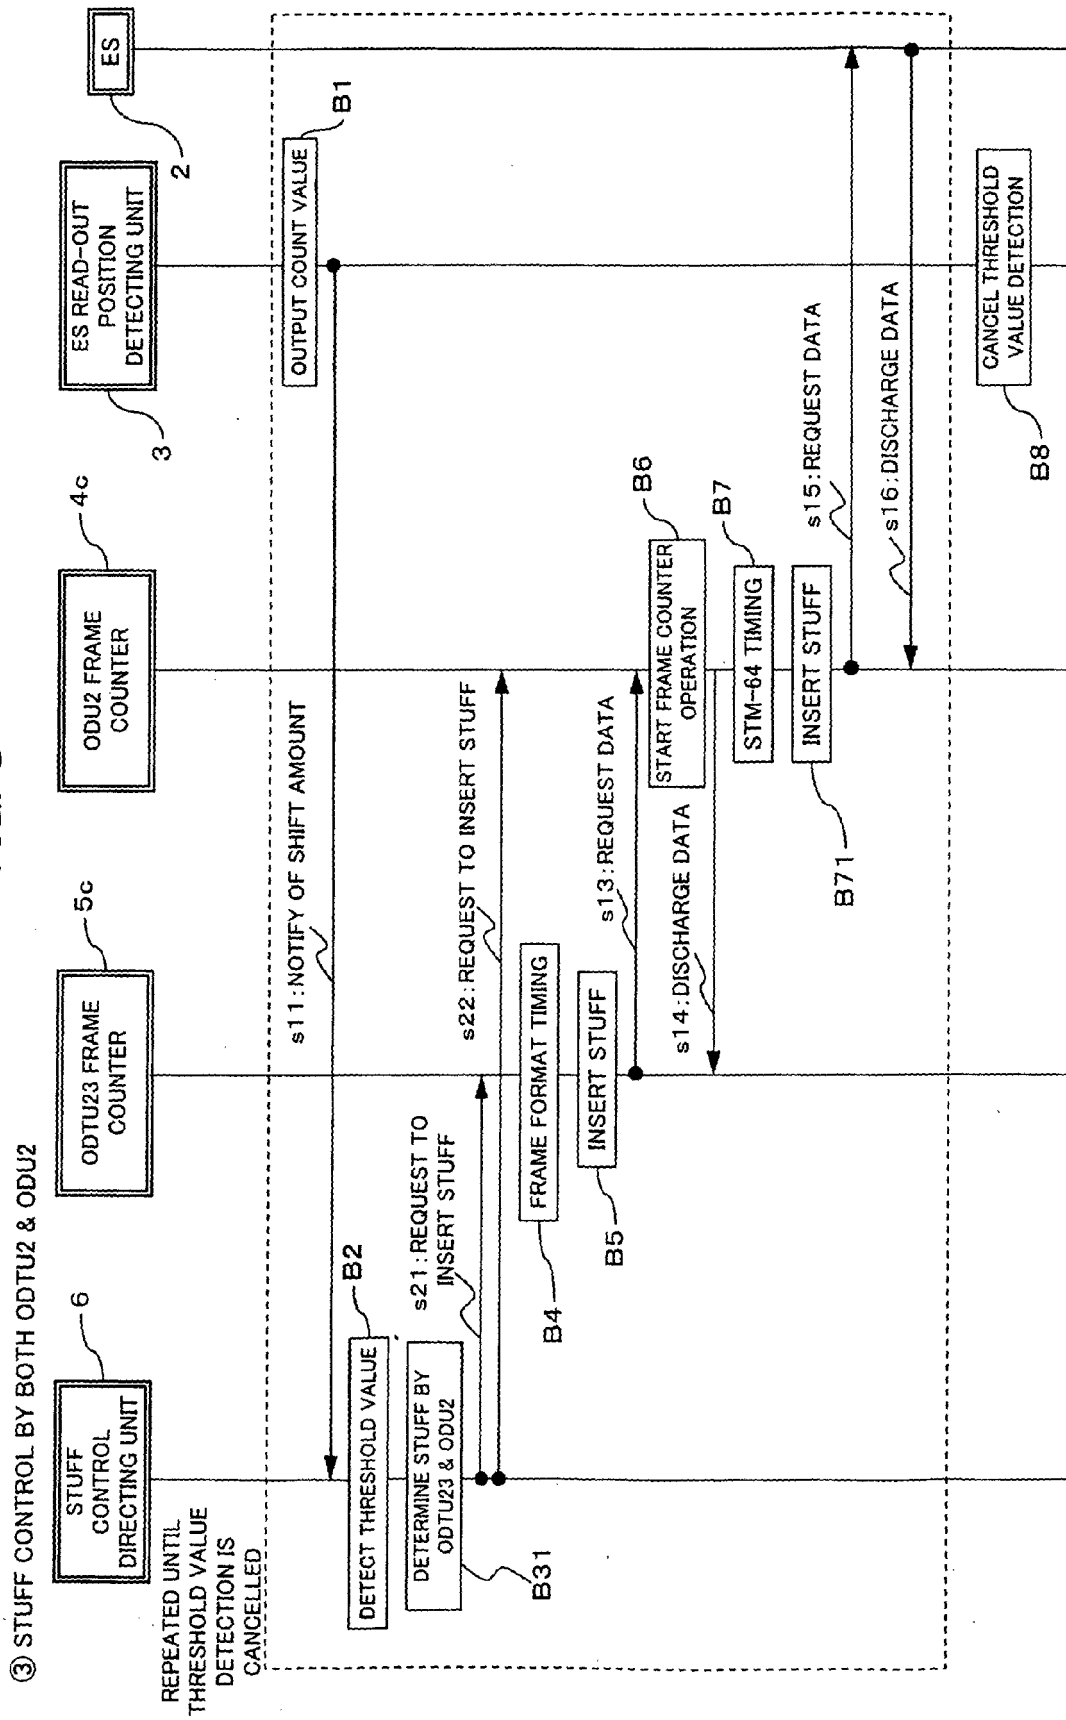 ③ STUFF CONTROL BY BOTH ODTU2 & ODU2
6
STUFF
CONTROL
DIRECTING UNIT
5c
ODTU23 FRAME
COUNTER
4c
ODU2 FRAME
COUNTER
3
ES READ-OUT
POSITION
DETECTING UNIT
2
ES
REPEATED UNTIL
THRESHOLD VALUE
DETECTION IS
CANCELLED
OUTPUT COUNT VALUE
B1
s11:NOTIFY OF SHIFT AMOUNT
DETECT THRESHOLD VALUE
B2
DETERMINE STUFF BY
ODTU23 & ODU2
B31
s21:REQUEST TO
INSERT STUFF
s22:REQUEST TO INSERT STUFF
FRAME FORMAT TIMING
B4
INSERT STUFF
B5
s13:REQUEST DATA
START FRAME COUNTER
OPERATION
B6
s14:DISCHARGE DATA
STM-64 TIMING
B7
INSERT STUFF
B71
s15:REQUEST DATA
s16:DISCHARGE DATA
CANCEL THRESHOLD
VALUE DETECTION
B8